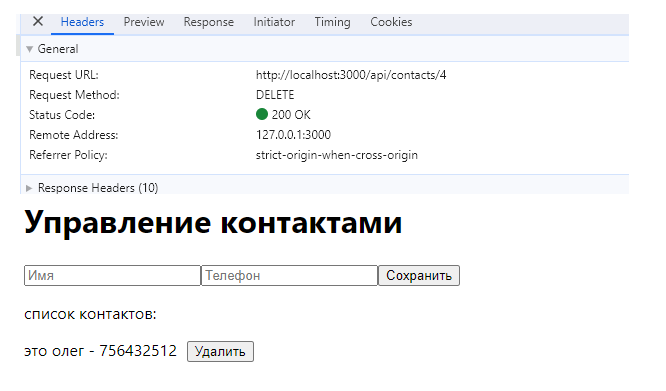 Headers Preview Response Initiator Timing Cookies
General
Request URL: http://localhost:3000/api/contacts/4
Request Method: DELETE
Status Code: 200 OK
Remote Address: 127.0.0.1:3000
Referrer Policy: strict-origin-when-cross-origin
Response Headers (10)
Управление контактами
Имя Телефон Сохранить
список контактов:
это олег - 756432512 Удалить